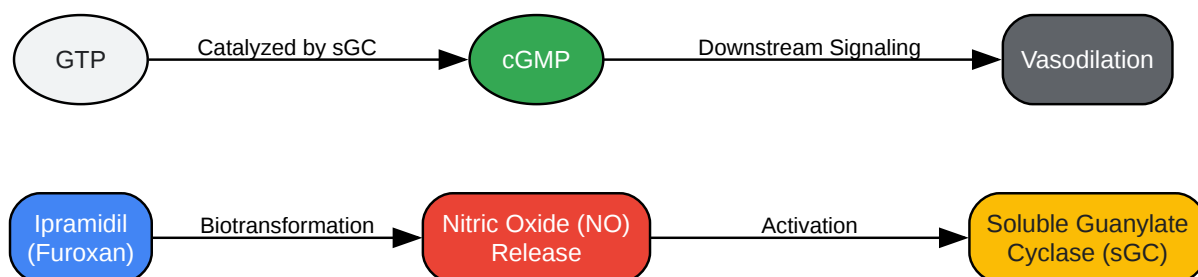 GTP
Catalyzed by sGC
cGMP
Downstream Signaling
Vasodilation
Ipramidil
(Furoxan)
Biotransformation
Nitric Oxide (NO)
Release
Activation
Soluble Guanylate
Cyclase (sGC)